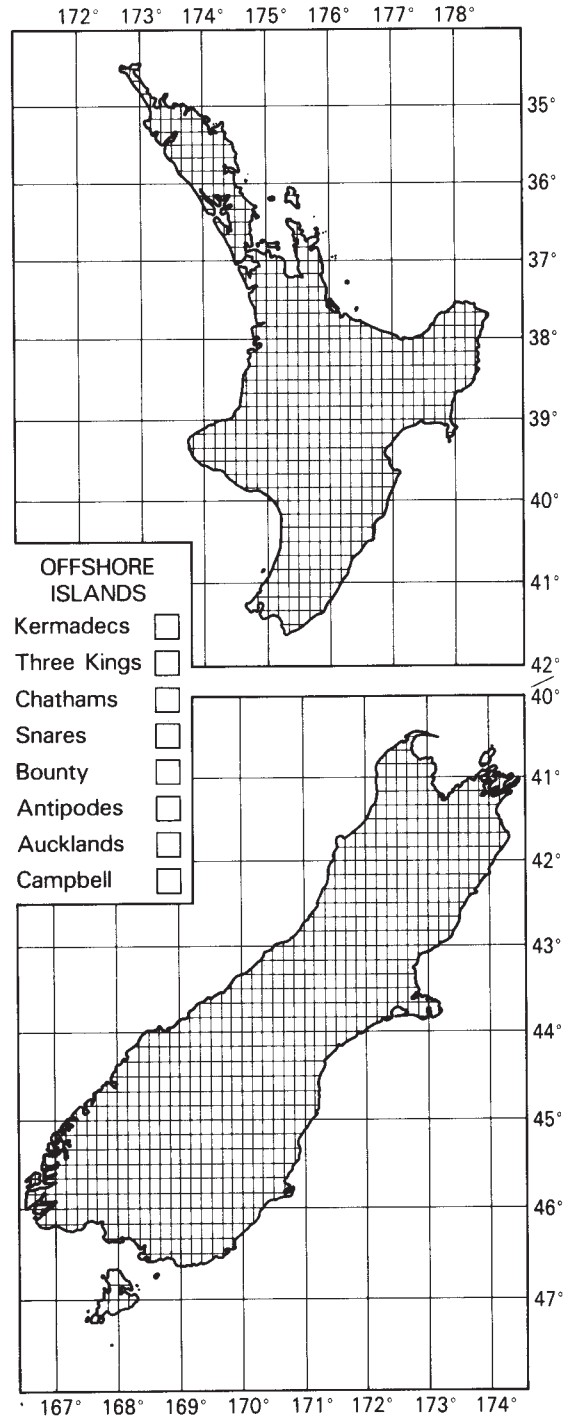 172° 173° 174° 175° 176° 177° 178°
35°
36°
37°
38°
39°
40°
41°
42°
OFFSHORE
ISLANDS
Kermadecs
Three Kings
Chathams
Snares
Bounty
Antipodes
Aucklands
Campbell
40°
41°
42°
43°
44°
45°
46°
47°
167° 168° 169° 170° 171° 172° 173° 174°